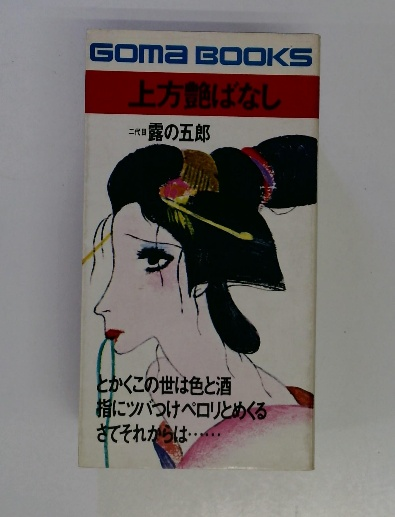 GOMA BOOKS
上方艶ばなし
二代目 露の五郎
とかくこの世は色と酒
指にツバつけペロリとめくる
さてそれからは……